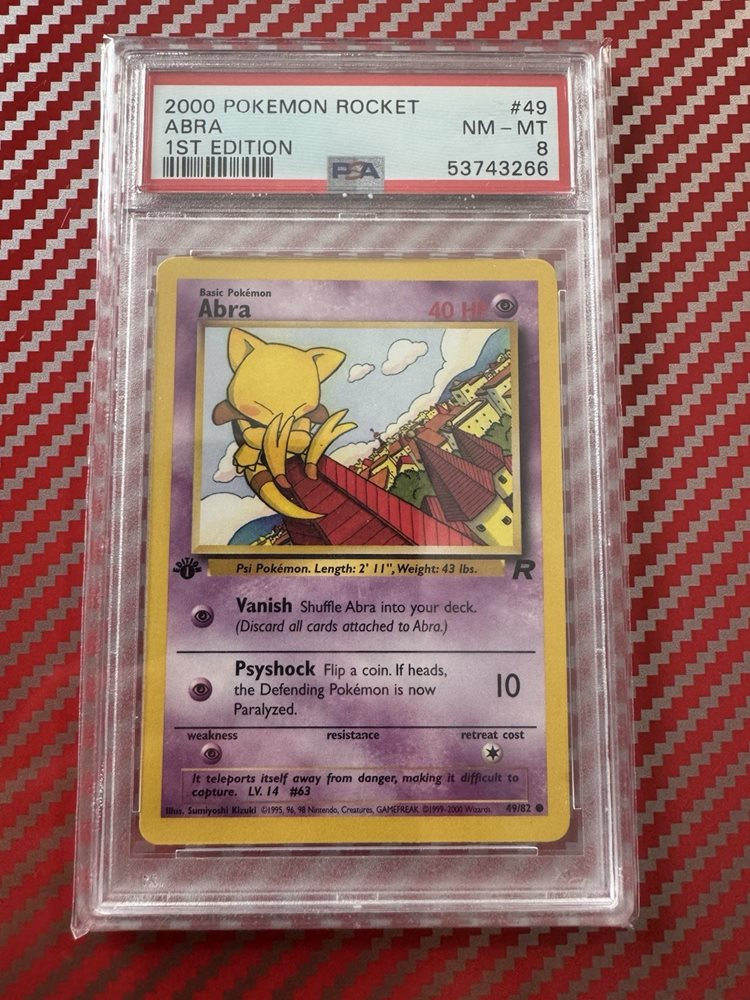 2000 POKEMON ROCKET #49
ABRA NM - MT
1ST EDITION 8
PSA 53743266
Basic Pokémon
Abra 40 HP
EDITION 1
Psi Pokémon. Length: 2' 11", Weight: 43 lbs. R
Vanish Shuffle Abra into your deck.
(Discard all cards attached to Abra.)
Psyshock Flip a coin. If heads,
the Defending Pokémon is now 10
Paralyzed.
weakness resistance retreat cost
It teleports itself away from danger, making it difficult to
capture. LV. 14 #63
Illus. Sumiyoshi Kizuki ©1995, 96, 98 Nintendo, Creatures, GAMEFREAK. ©1999-2000 Wizards. 49/82